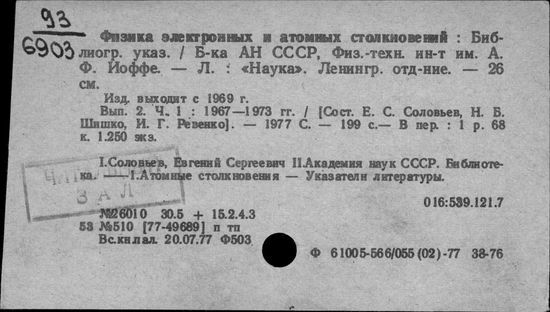 93
6903
Физика электронных и атомных столкновений : Биб-
лиогр. указ. / Б-ка АН СССР, Физ.-техн. ин-т им. А.
Ф. Иоффе. — Л. : «Наука». Ленингр. отд-ние. — 26
см.
Изд. выходит с 1969 г.
Вып. 2. Ч. 1 : 1967—1973 гг. / [Сост. Е. С. Соловьев, Н. Б.
Шишко, И. Г. Ревенко]. — 1977 С. — 199 с.— В пер. : 1 р. 68
к. 1.250 экз.
I.Соловьев, Евгений Сергеевич II.Академия наук СССР. Библиоте-
ка. — 1.Атомные столкновения — Указатели литературы.
ЗАЛ
016:539.121.7
№26010 30.5 + 15.2.4.3
53 №510 [77-49689] п тп
Вс.кн.пал. 20.07.77 Ф503
Ф 61005-566/055 (02)-77 38-76